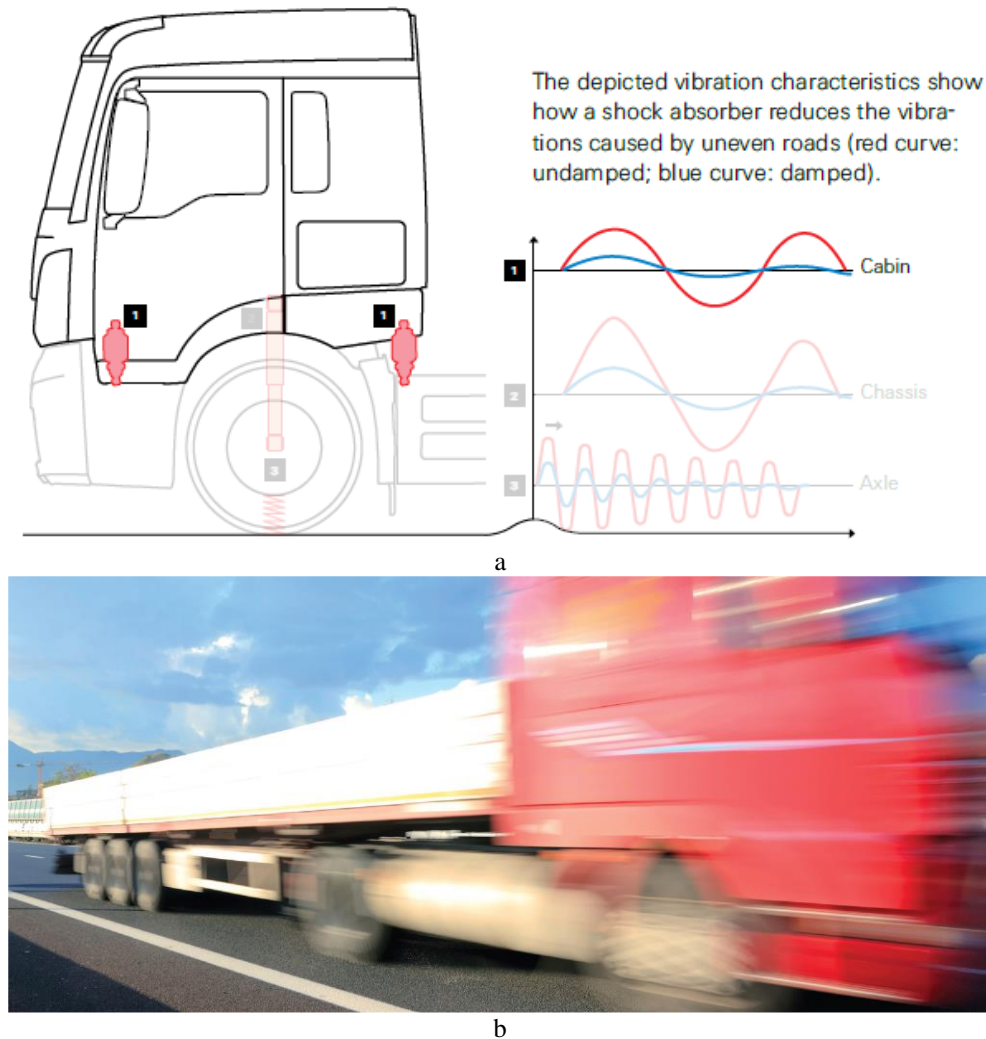 The depicted vibration characteristics show
how a shock absorber reduces the vibra-
tions caused by uneven roads (red curve:
undamped; blue curve: damped).
1 Cabin
1 1
2
2 Chassis
3 Axle
3
a
b